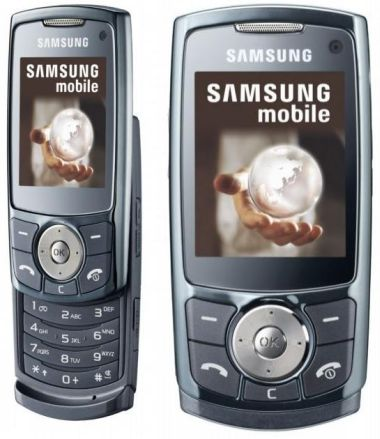 SAMSUNG
SAMSUNG
mobile
OK
C
1
2 ABC
3 DEF
4 GHI
5 JKL
6 MNO
7 PQRS
8 TUV
9 WXYZ
*
0 +
#
SAMSUNG
SAMSUNG
mobile
OK
C